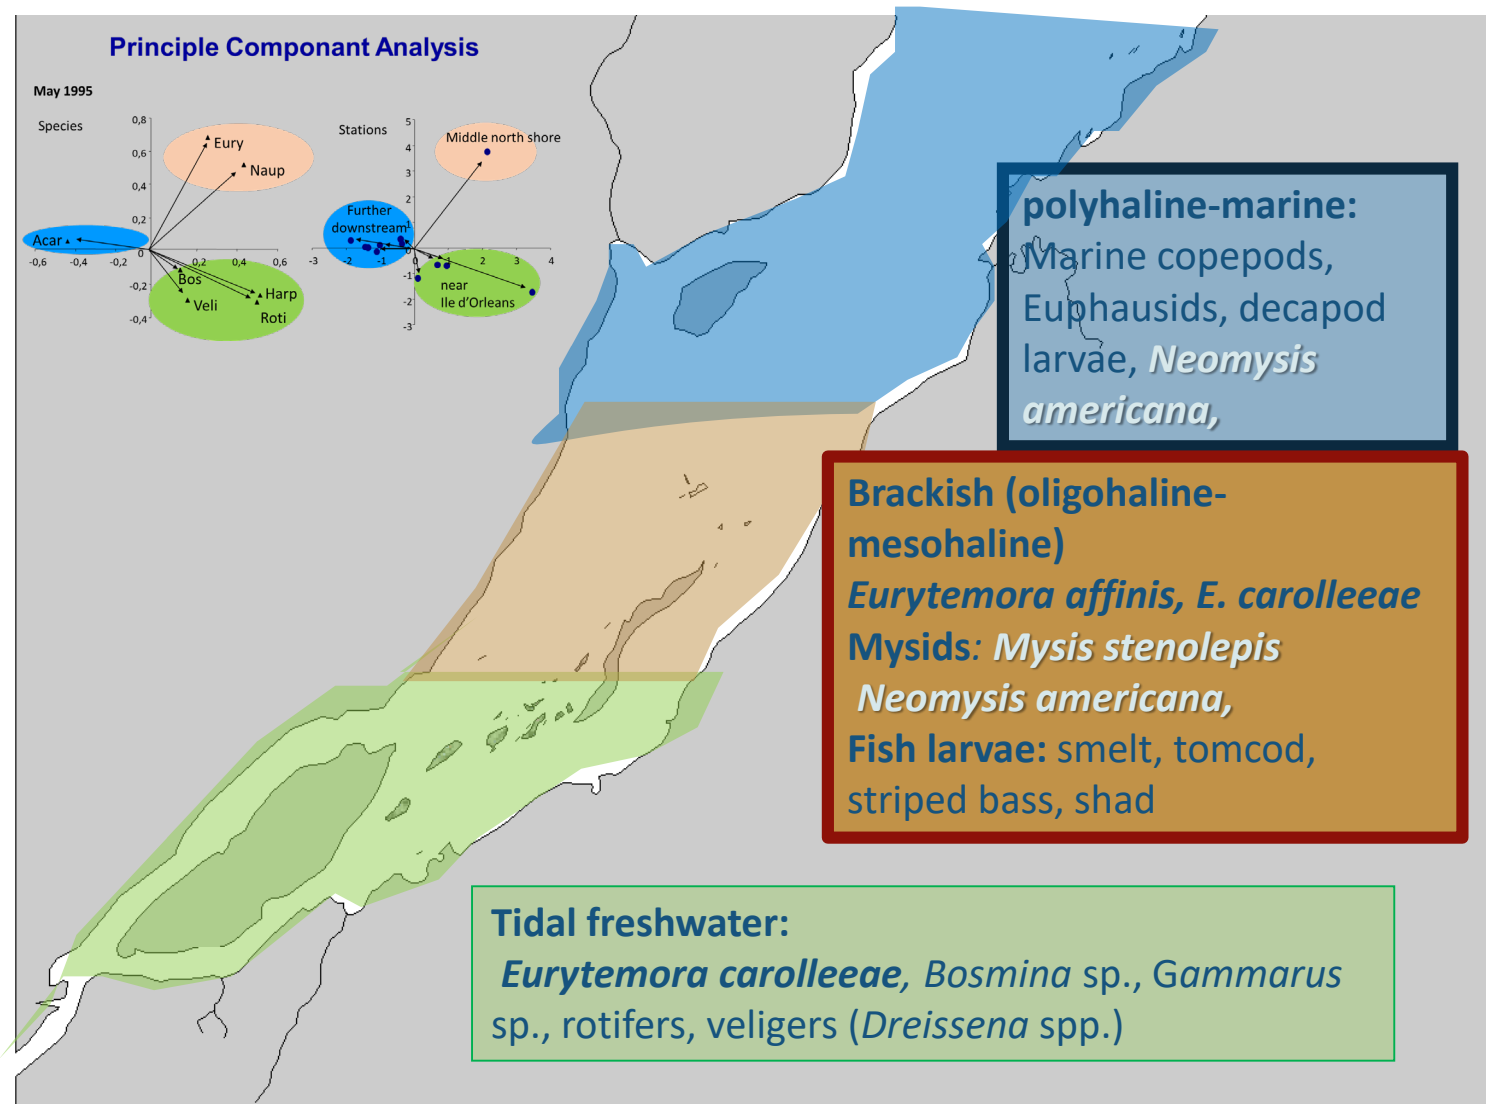 Principle Componant Analysis
May 1995
Species
0,8
0,6
0,4
0,2
0
-0,2
-0,4
-0,6 -0,4 -0,2 0 0,2 0,4 0,6
Eury
Naup
Acar
Bos
Veli
Harp
Roti
Stations
5
4
3
2
1
0
-1
-2
-3
-3 -2 -1 0 1 2 3 4
Middle north shore
Further
downstream
near
Ile d’Orleans
polyhaline-marine:
Marine copepods,
Euphausids, decapod
larvae, Neomysis
americana,
Brackish (oligohaline-
mesohaline)
Eurytemora affinis, E. carolleeae
Mysids: Mysis stenolepis
Neomysis americana,
Fish larvae: smelt, tomcod,
striped bass, shad
Tidal freshwater:
Eurytemora carolleeae, Bosmina sp., Gammarus
sp., rotifers, veligers (Dreissena spp.)